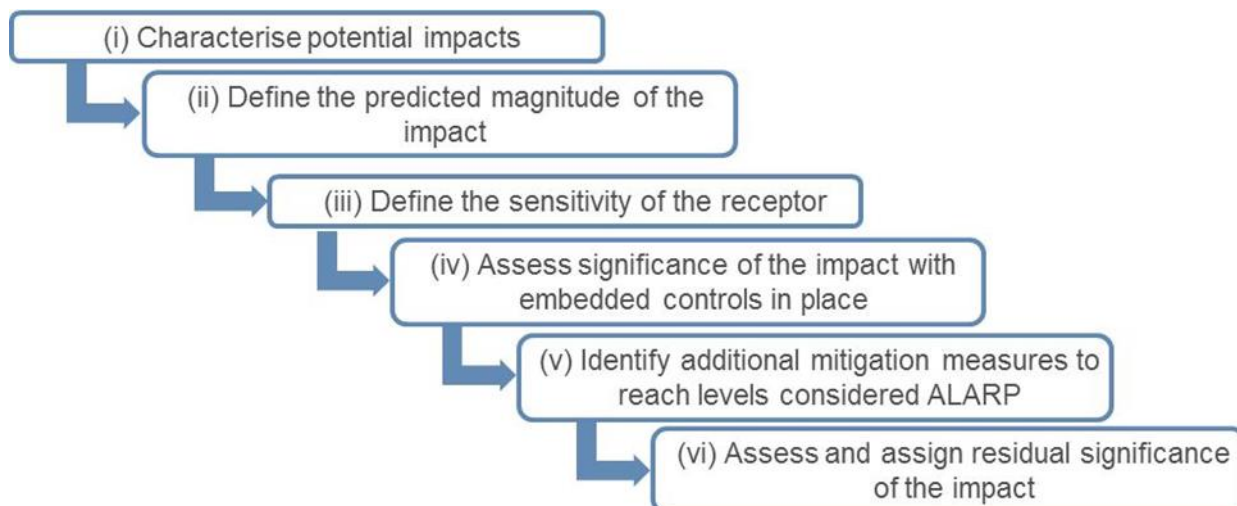 (i) Characterise potential impacts
(ii) Define the predicted magnitude of the
impact
(iii) Define the sensitivity of the receptor
(iv) Assess significance of the impact with
embedded controls in place
(v) Identify additional mitigation measures to
reach levels considered ALARP
(vi) Assess and assign residual significance
of the impact